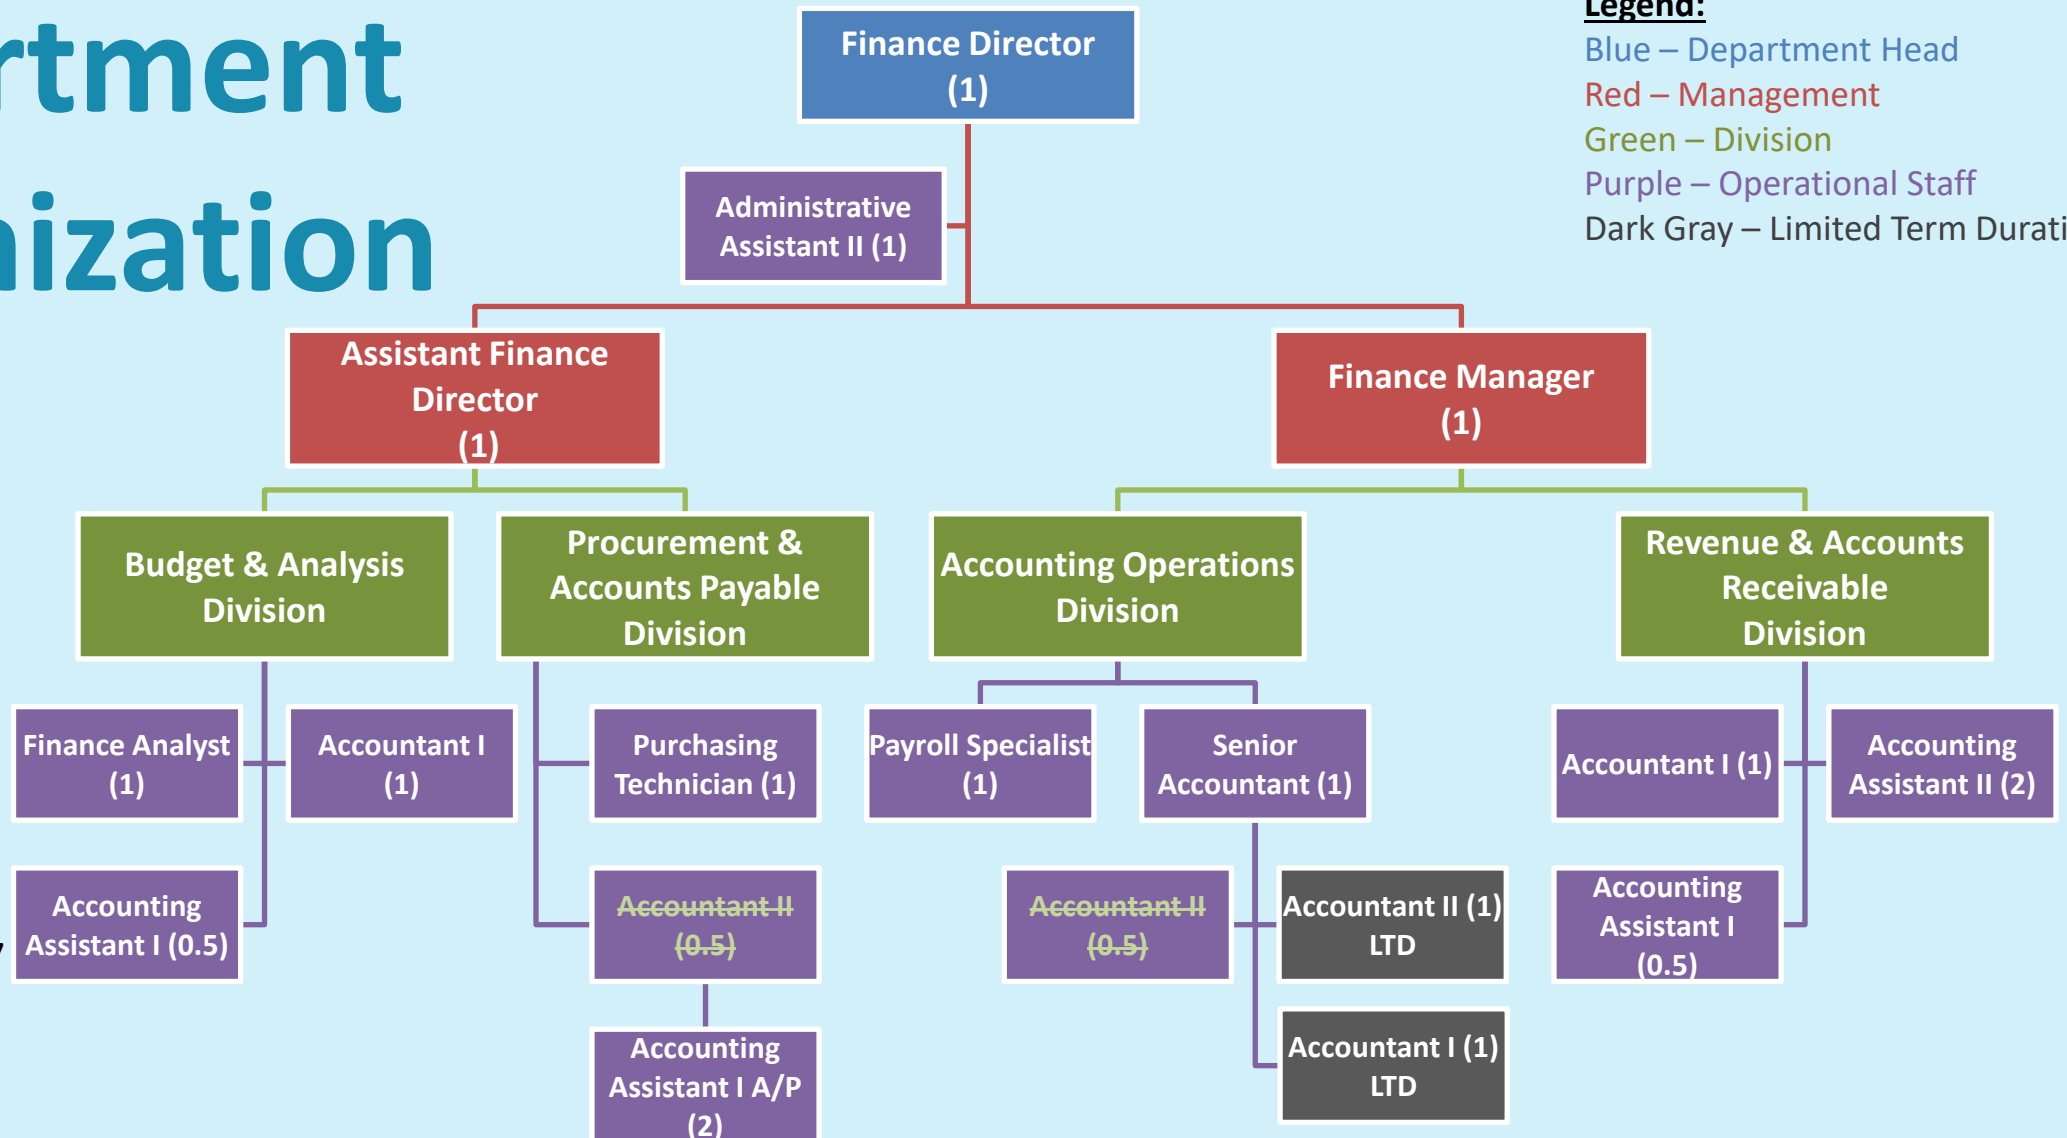 rtment
nization
Finance Director
(1)
Legend:
Blue – Department Head
Red – Management
Green – Division
Purple – Operational Staff
Dark Gray – Limited Term Durati
Administrative
Assistant II (1)
Assistant Finance
Director
(1)
Finance Manager
(1)
Budget & Analysis
Division
Procurement &
Accounts Payable
Division
Accounting Operations
Division
Revenue & Accounts
Receivable
Division
Finance Analyst
(1)
Accountant I
(1)
Purchasing
Technician (1)
Payroll Specialist
(1)
Senior
Accountant (1)
Accountant I (1)
Accounting
Assistant II (2)
Accounting
Assistant I (0.5)
Accountant II
(0.5)
Accountant II
(0.5)
Accountant II (1)
LTD
Accounting
Assistant I
(0.5)
Accounting
Assistant I A/P
(2)
Accountant I (1)
LTD